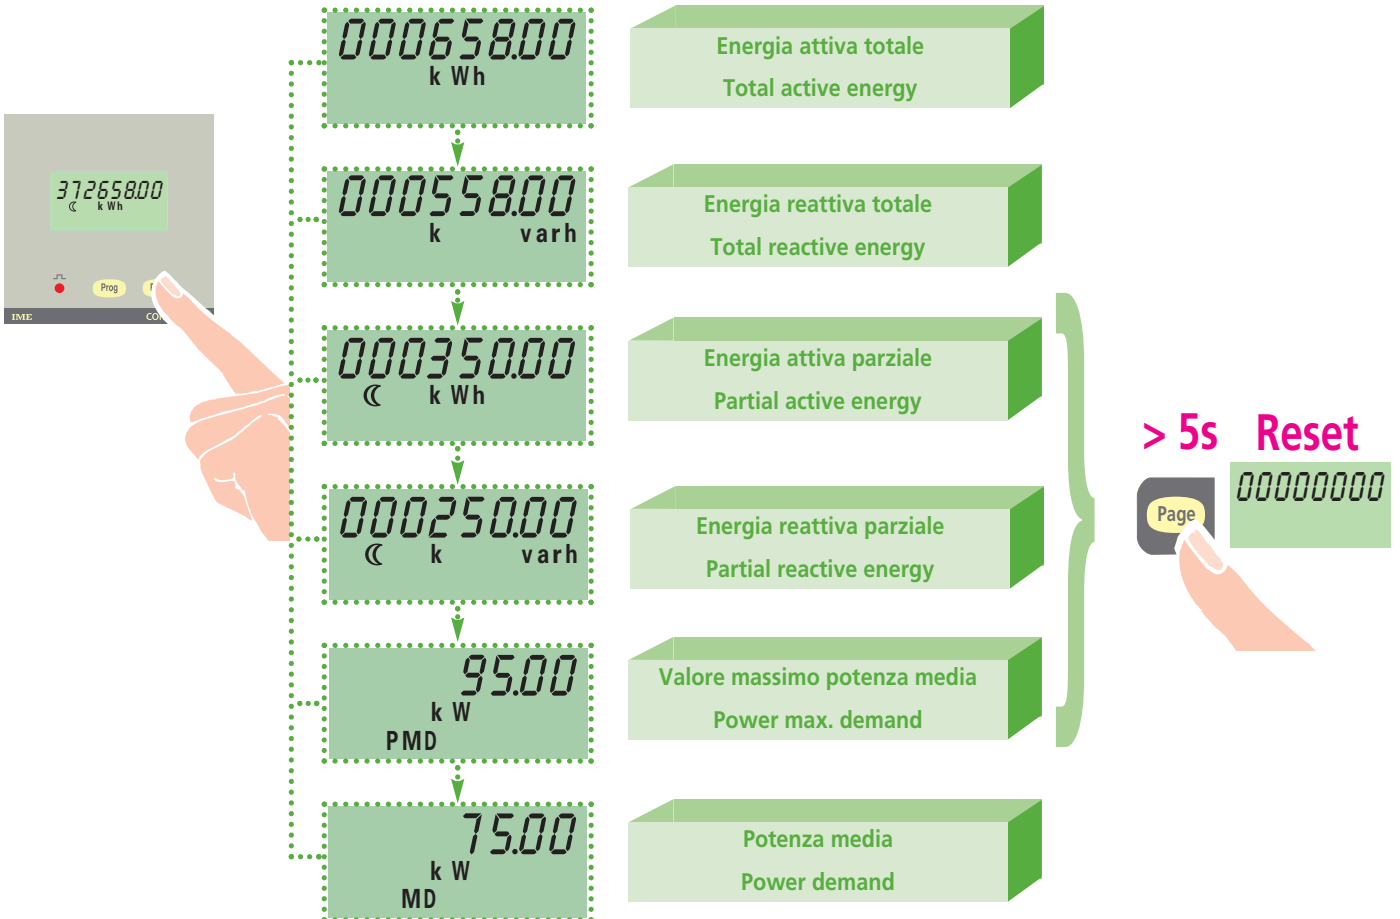 000658.00
k Wh
Energia attiva totale
Total active energy
372658.00
k Wh
Prog
IME
000558.00
k varh
Energia reattiva totale
Total reactive energy
000350.00
k Wh
Energia attiva parziale
Partial active energy
000250.00
k varh
Energia reattiva parziale
Partial reactive energy
95.00
k W
PMD
Valore massimo potenza media
Power max. demand
75.00
k W
MD
Potenza media
Power demand
> 5s Reset
Page
00000000